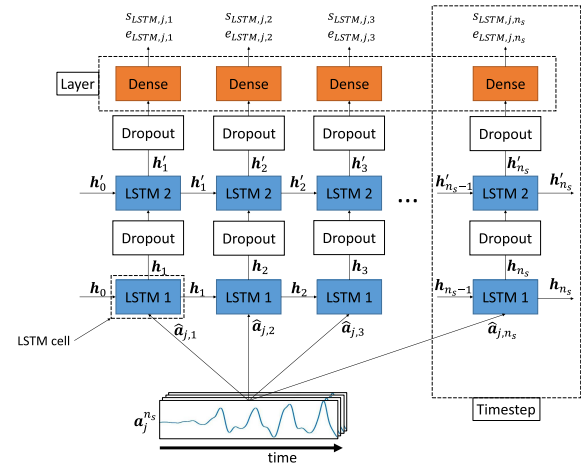 s_{LSTM,j,1} s_{LSTM,j,2} s_{LSTM,j,3} s_{LSTM,j,n_s}
e_{LSTM,j,1} e_{LSTM,j,2} e_{LSTM,j,3} e_{LSTM,j,n_s}
Layer Dense Dense Dense Dense
Dropout Dropout Dropout Dropout
h′_1 h′_2 h′_3 h′_{n_s}
h′_0 LSTM 2 h′_1 LSTM 2 h′_2 LSTM 2 ... h′_{n_s−1} LSTM 2 h′_{n_s}
Dropout Dropout Dropout Dropout
h_1 h_2 h_3 h_{n_s}
h_0 LSTM 1 h_1 LSTM 1 h_2 LSTM 1 h_{n_s−1} LSTM 1 h_{n_s}
LSTM cell â_{j,1} â_{j,2} â_{j,3} â_{j,n_s}
a_j^{n_s} Timestep
time